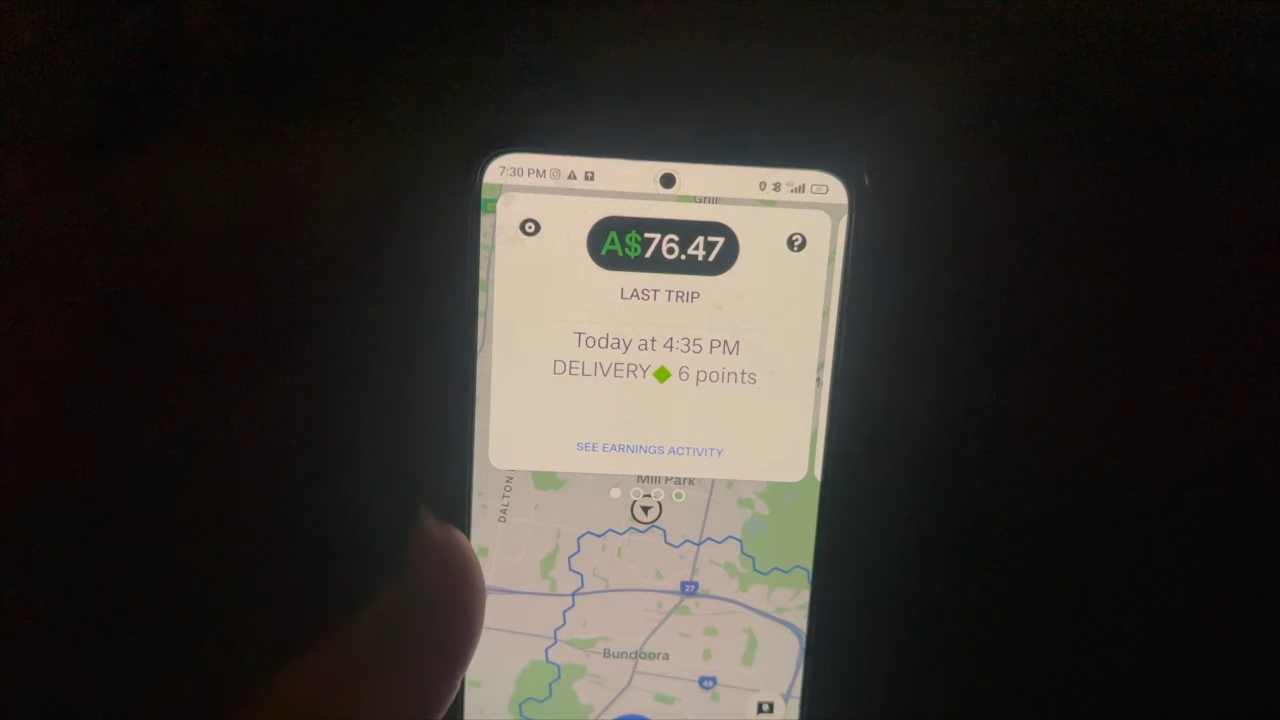 7:30 PM
Grill
A$76.47
?
LAST TRIP
Today at 4:35 PM
DELIVERY 6 points
SEE EARNINGS ACTIVITY
Mill Park
DALTON
27
Bundoora
48